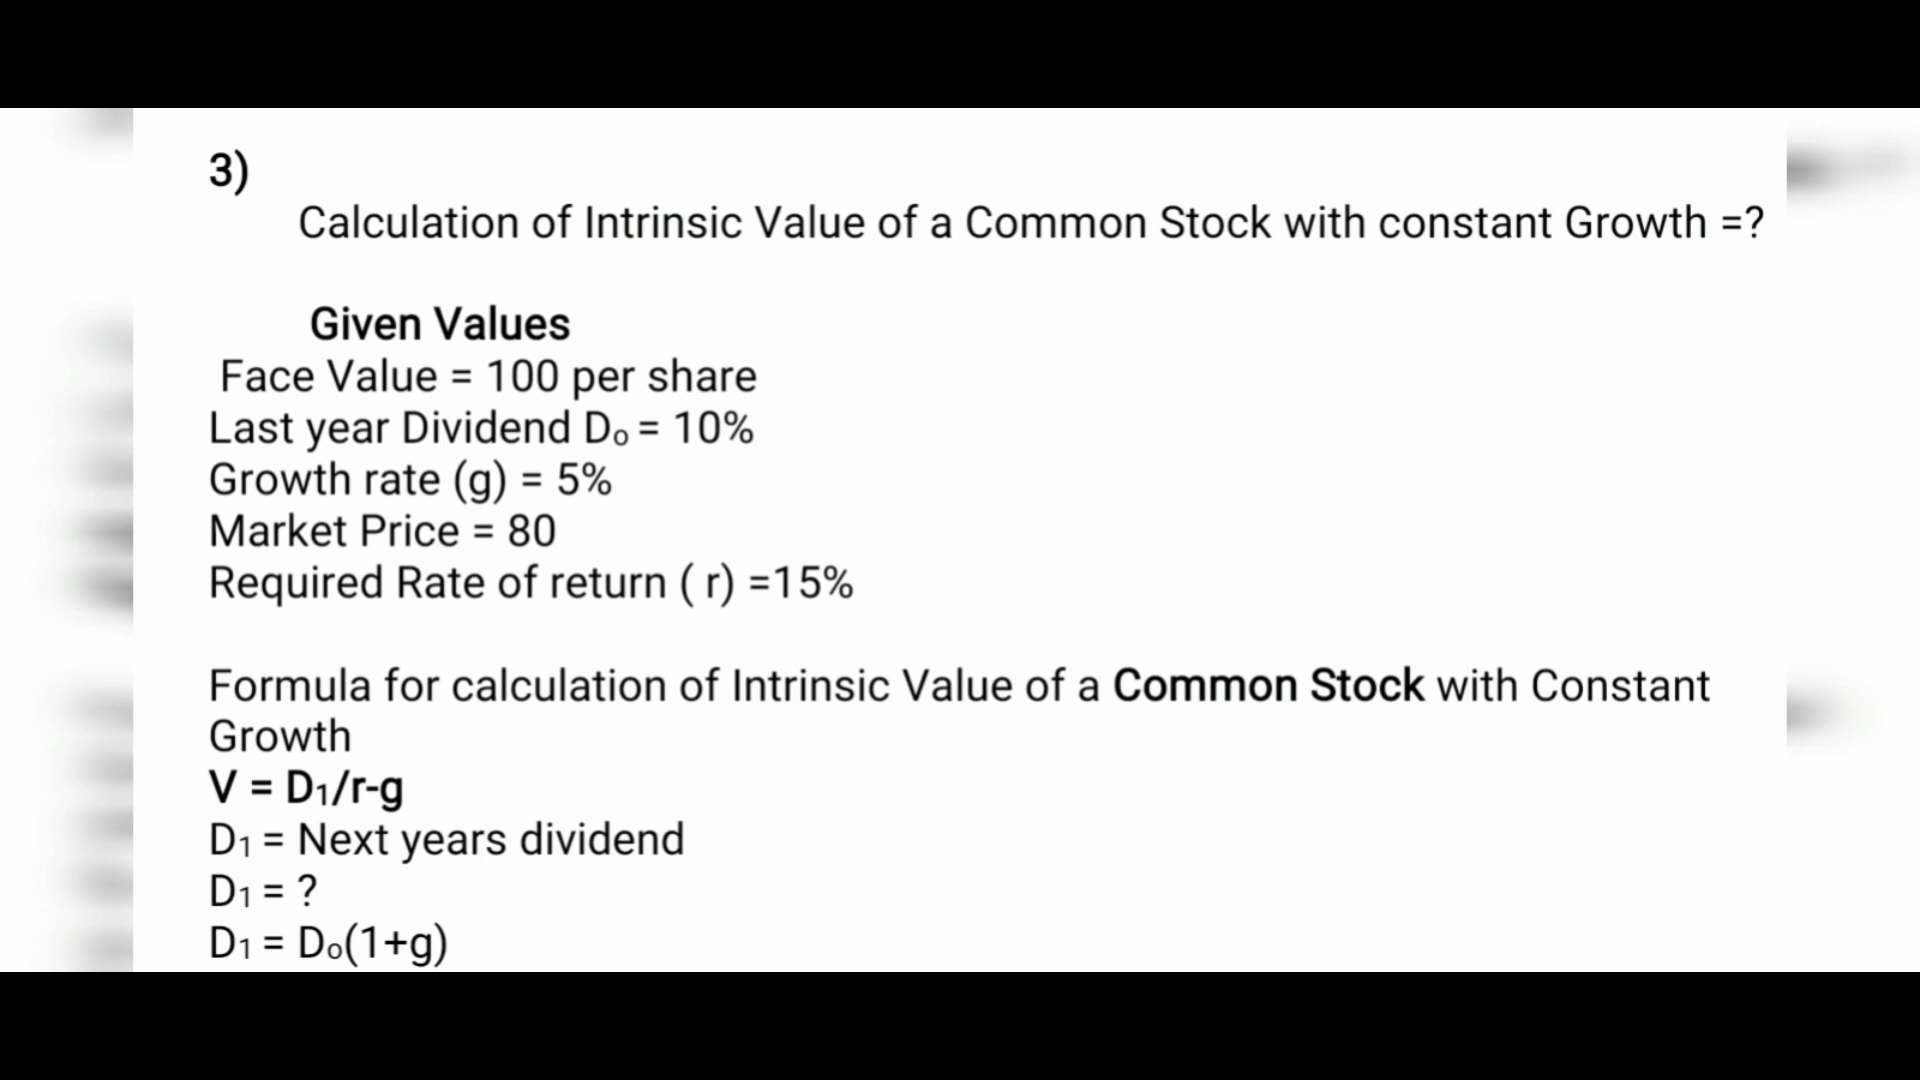 3)
Calculation of Intrinsic Value of a Common Stock with constant Growth =?
Given Values
Face Value = 100 per share
Last year Dividend D₀ = 10%
Growth rate (g) = 5%
Market Price = 80
Required Rate of return ( r) =15%
Formula for calculation of Intrinsic Value of a Common Stock with Constant
Growth
V = D₁/r-g
D₁ = Next years dividend
D₁ = ?
D₁ = D₀(1+g)